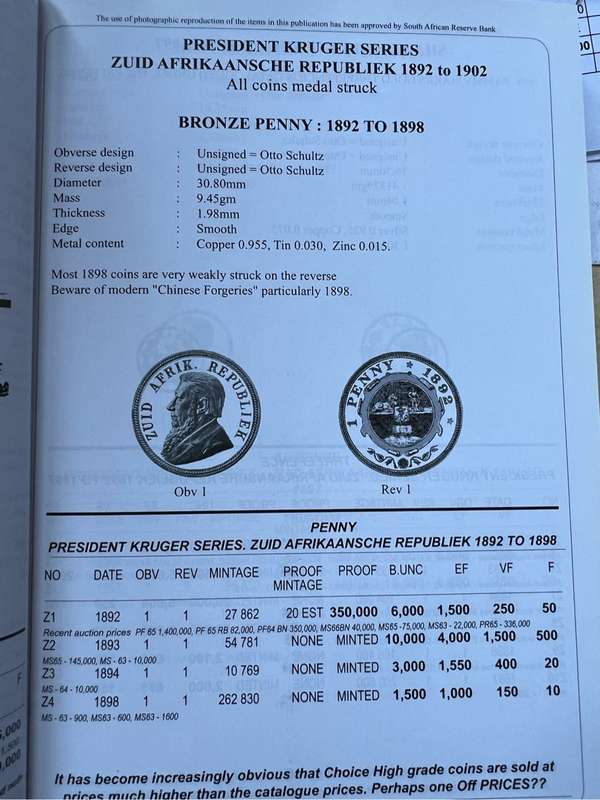 The use of photographic reproduction of the items in this publication has been approved by South African Reserve Bank
PRESIDENT KRUGER SERIES
ZUID AFRIKAANSCHE REPUBLIEK 1892 to 1902
All coins medal struck
BRONZE PENNY : 1892 TO 1898
Obverse design : Unsigned = Otto Schultz
Reverse design : Unsigned = Otto Schultz
Diameter : 30.80mm
Mass : 9.45gm
Thickness : 1.98mm
Edge : Smooth
Metal content : Copper 0.955, Tin 0.030, Zinc 0.015.
Most 1898 coins are very weakly struck on the reverse
Beware of modern "Chinese Forgeries" particularly 1898.
ZUID AFRIK. REPUBLIEK
1 PENNY * 1892 *
Obv 1 Rev 1
PENNY
PRESIDENT KRUGER SERIES. ZUID AFRIKAANSCHE REPUBLIEK 1892 TO 1898
NO DATE OBV REV MINTAGE PROOF MINTAGE PROOF B.UNC EF VF F
Z1 1892 1 1 27 862 20 EST 350,000 6,000 1,500 250 50
Recent auction prices PF 65 1,400,000, PF 65 RB 82,000, PF64 BN 350,000, MS66BN 40,000, MS65 -75,000, MS63 - 22,000, PR65 - 336,000
Z2 1893 1 1 54 781 NONE MINTED 10,000 4,000 1,500 500
MS65 - 145,000, MS - 63 - 10,000
Z3 1894 1 1 10 769 NONE MINTED 3,000 1,550 400 20
MS - 64 - 10,000
Z4 1898 1 1 262 830 NONE MINTED 1,500 1,000 150 10
MS - 63 - 900, MS63 - 600, MS63 - 1600
It has become increasingly obvious that Choice High grade coins are sold at
prices much higher than the catalogue prices. Perhaps one Off PRICES??